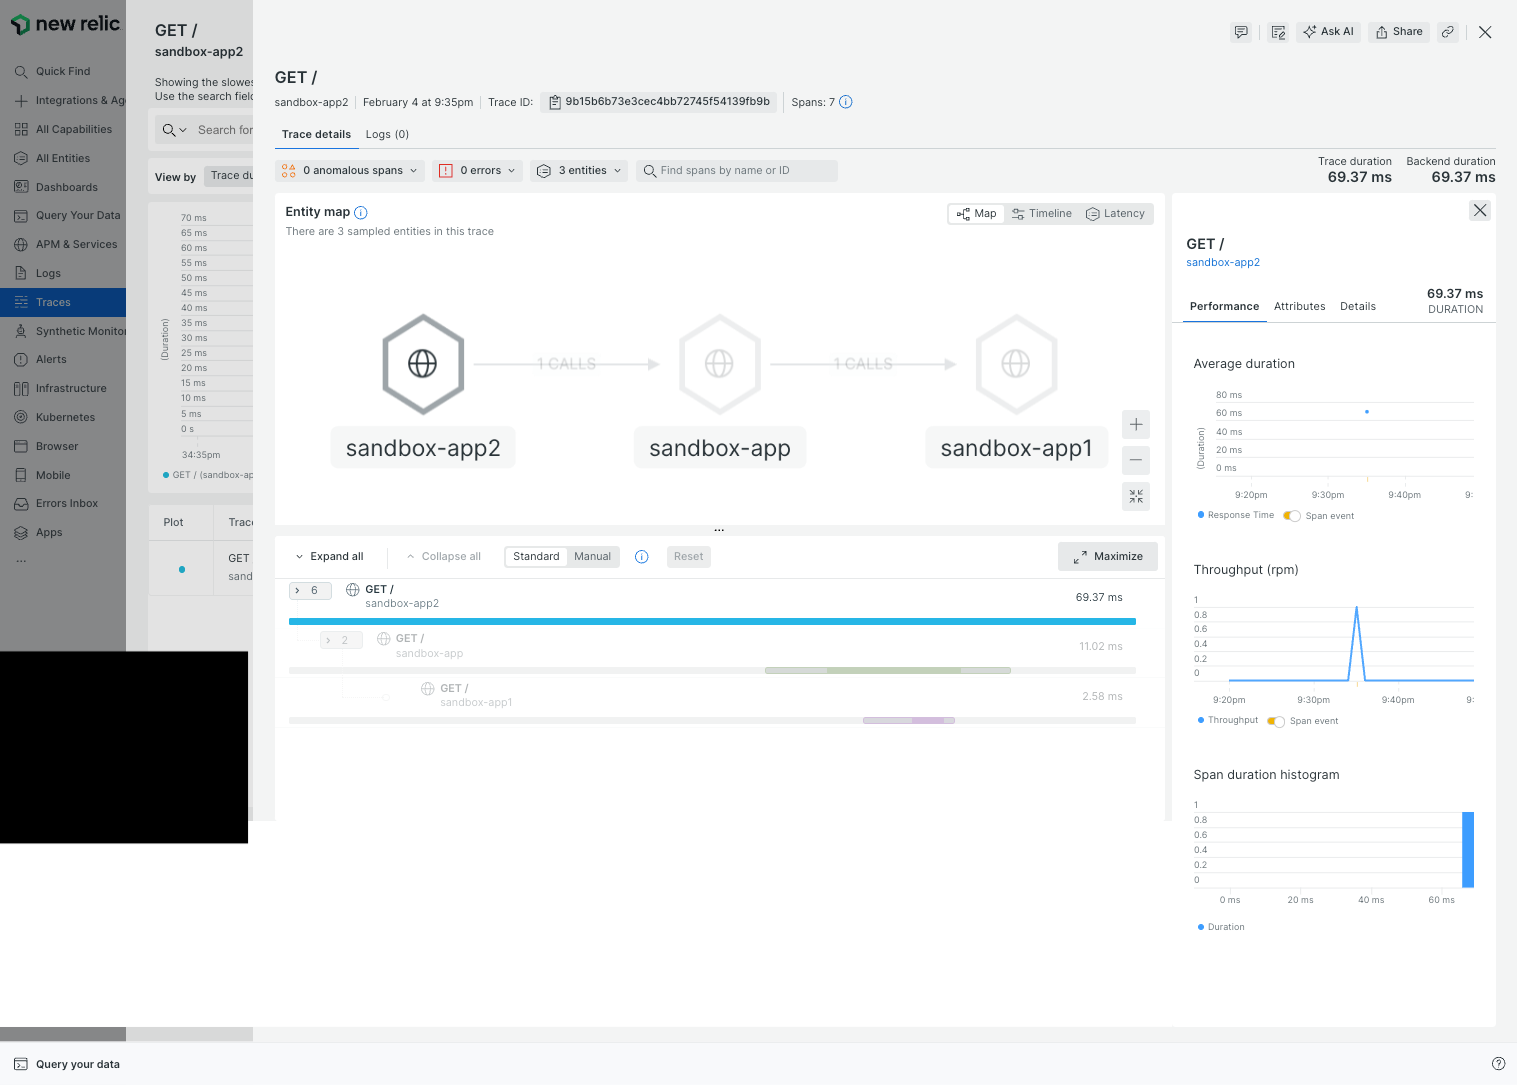 new relic
Quick Find
Integrations & Ag
All Capabilities
All Entities
Dashboards
Query Your Data
APM & Services
Logs
Traces
Synthetic Monitor
Alerts
Infrastructure
Kubernetes
Browser
Mobile
Errors Inbox
Apps
...
GET /
sandbox-app2
Showing the slowes
Use the search field
Search for
View by
Trace du
70 ms
65 ms
60 ms
55 ms
50 ms
45 ms
40 ms
35 ms
30 ms
25 ms
20 ms
15 ms
10 ms
5 ms
0 s
(Duration)
34:35pm
GET / (sandbox-ap
Plot
Trace
GET
sand
Ask AI
Share
GET /
sandbox-app2
February 4 at 9:35pm
Trace ID:
9b15b6b73e3cec4bb72745f54139fb9b
Spans: 7
Trace details
Logs (0)
0 anomalous spans
0 errors
3 entities
Find spans by name or ID
Trace duration
69.37 ms
Backend duration
69.37 ms
Entity map
There are 3 sampled entities in this trace
Map
Timeline
Latency
1 CALLS
1 CALLS
sandbox-app2
sandbox-app
sandbox-app1
...
Expand all
Collapse all
Standard
Manual
Reset
Maximize
6
GET /
sandbox-app2
69.37 ms
2
GET /
sandbox-app
11.02 ms
GET /
sandbox-app1
2.58 ms
GET /
sandbox-app2
Performance
Attributes
Details
69.37 ms
DURATION
Average duration
80 ms
60 ms
40 ms
20 ms
0 ms
(Duration)
9:20pm
9:30pm
9:40pm
9:
Response Time
Span event
Throughput (rpm)
1
0.8
0.6
0.4
0.2
0
9:20pm
9:30pm
9:40pm
9:
Throughput
Span event
Span duration histogram
1
0.8
0.6
0.4
0.2
0
0 ms
20 ms
40 ms
60 ms
Duration
Query your data